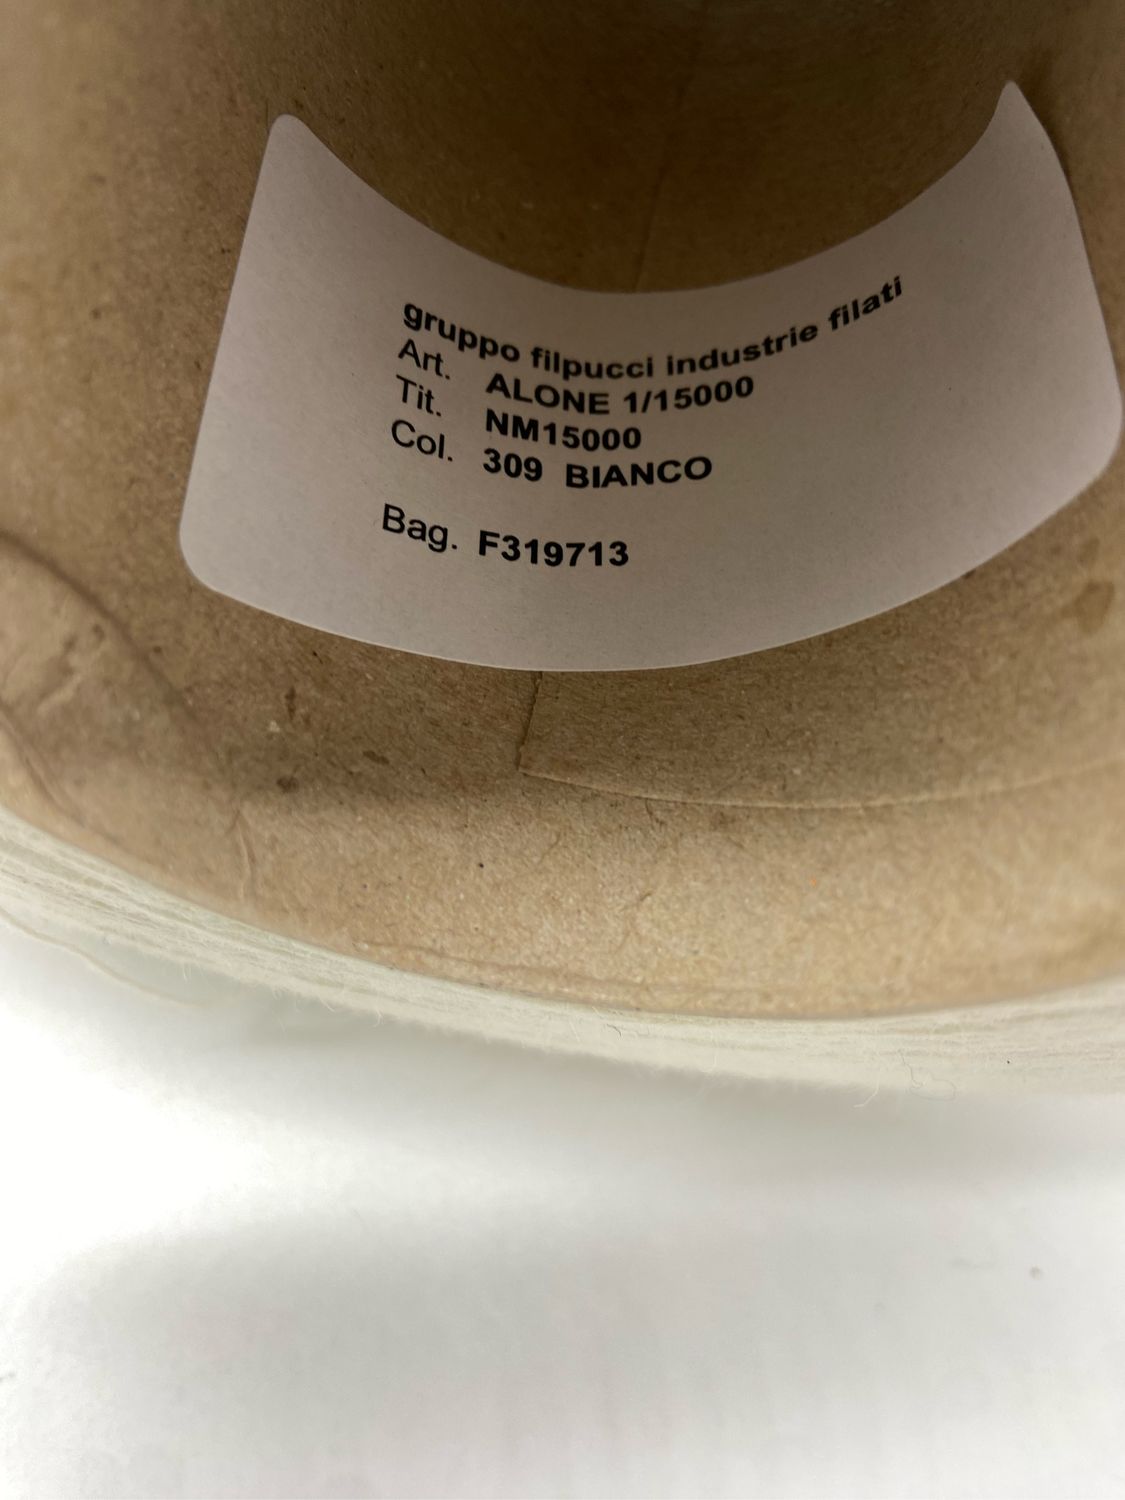 gruppo filpucci industrie filati
Art. ALONE 1/15000
Tit. NM15000
Col. 309 BIANCO
Bag. F319713